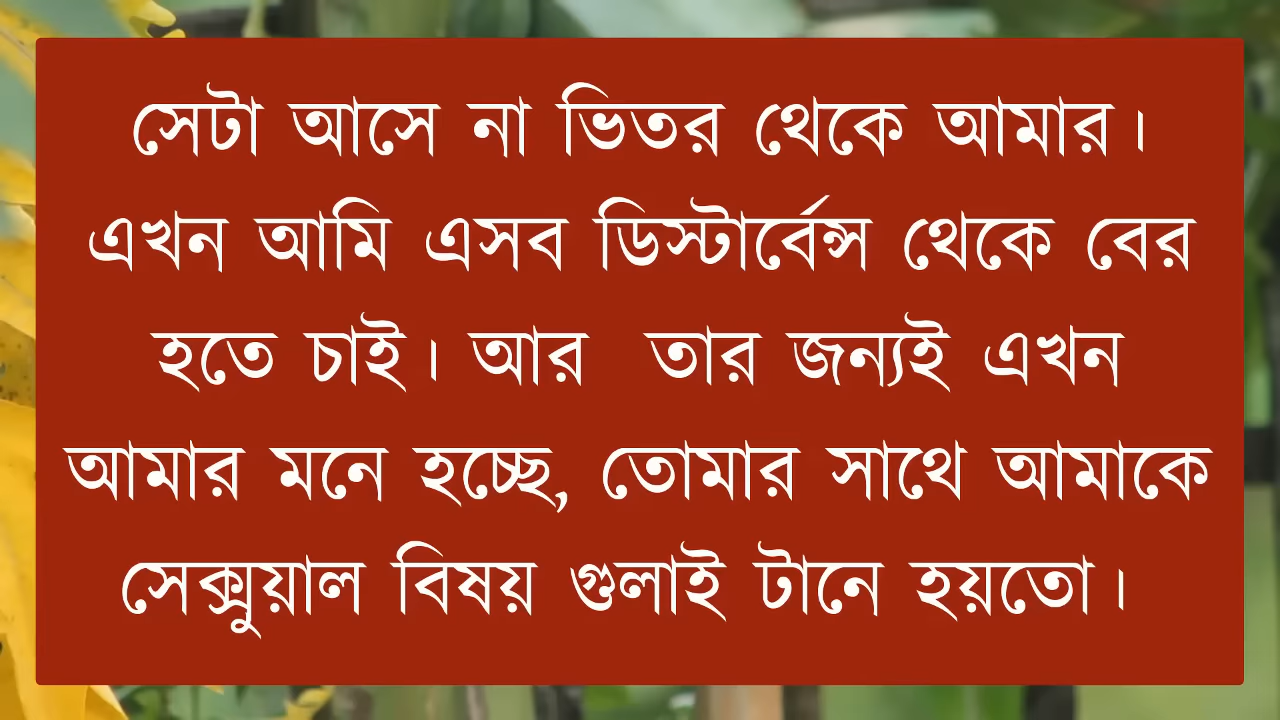 সেটা আসে না ভিতর থেকে আমার।
এখন আমি এসব ডিস্টার্বেন্স থেকে বের
হতে চাই। আর তার জন্যই এখন
আমার মনে হচ্ছে, তোমার সাথে আমাকে
সেক্সুয়াল বিষয় গুলাই টানে হয়তো।